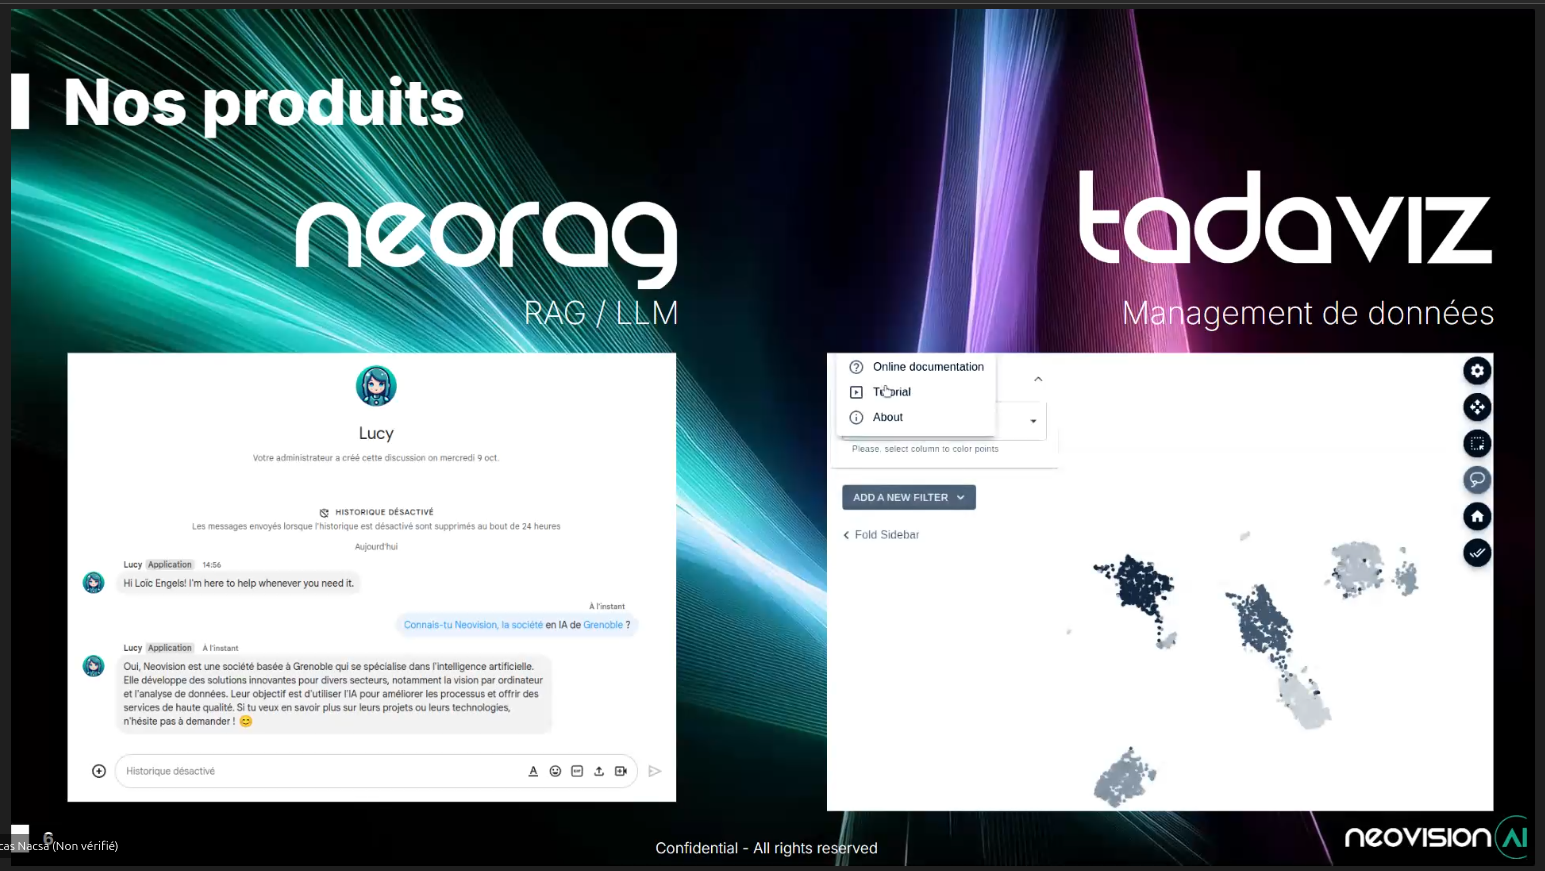 Nos produits
neorag
RAG / LLM
tadaviz
Management de données
Lucy
Votre administrateur a créé cette discussion on mercredi 9 oct.
HISTORIQUE DÉSACTIVÉ
Les messages envoyés lorsque l'historique est désactivé sont supprimés au bout de 24 heures
Aujourd'hui
Lucy Application 14:56
Hi Loïc Engels! I'm here to help whenever you need it.
À l'instant
Connais-tu Neovision, la société en IA de Grenoble ?
Lucy Application À l'instant
Oui, Neovision est une société basée à Grenoble qui se spécialise dans l'intelligence artificielle.
Elle développe des solutions innovantes pour divers secteurs, notamment la vision par ordinateur
et l'analyse de données. Leur objectif est d'utiliser l'IA pour améliorer les processus et offrir des
services de haute qualité. Si tu veux en savoir plus sur leurs projets ou leurs technologies,
n'hésite pas à demander ! 😊
Historique désactivé
Online documentation
Tutorial
About
Please, select column to color points
ADD A NEW FILTER
Fold Sidebar
6
cas Nacsa (Non vérifié)
Confidential - All rights reserved
neovision AI